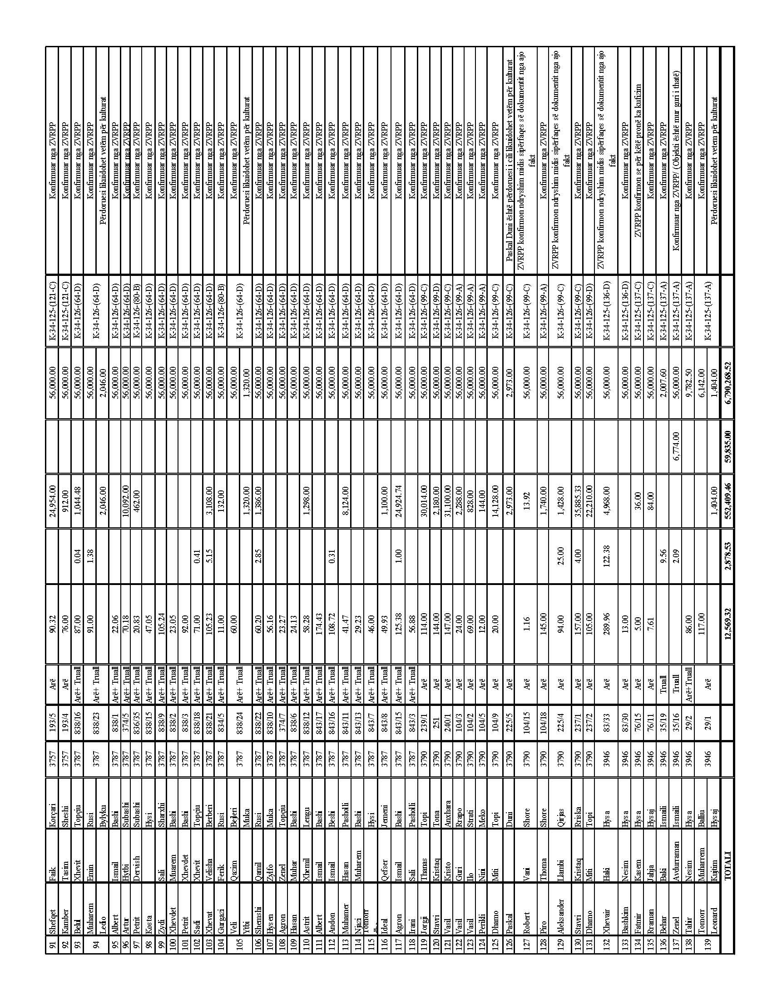 91 Shefqet Faik Korçari 3757 193/5 Arë 90.32 24,954.00 56,000.00 K-34-125-(121-C) Konfirmuar nga ZVRPP
92 Kamber Tasim Sheshi 3757 193/4 Arë 76.00 912.00 56,000.00 K-34-125-(121-C) Konfirmuar nga ZVRPP
93 Behul Xhevit Topçiu 3787 838/16 Arë+ Truall 87.00 0.04 1,044.48 56,000.00 K-34-126-(64-D) Konfirmuar nga ZVRPP
94 Muharem Emin Rusi 3787 838/23 Arë+ Truall 91.00 1.38 56,000.00 K-34-126-(64-D) Konfirmuar nga ZVRPP
Ledio Bylyku 2,046.00 2,046.00 Përdoruesi likuidohet vetëm për kulturat
95 Albert Ismail Bashi 3787 838/1 Arë+ Truall 22.06 56,000.00 K-34-126-(64-D) Konfirmuar nga ZVRPP
96 Artur Hytbi Subashi 3787 374/5 Arë+ Truall 70.18 10,092.00 56,000.00 K-34-126-(64-D) Konfirmuar nga ZVRPP
97 Petrit Dervish Subashi 3787 836/35 Arë+ Truall 20.83 462.00 56,000.00 K-34-126-(80-B) Konfirmuar nga ZVRPP
98 Kosta Hysi 3787 838/15 Arë+ Truall 47.05 56,000.00 K-34-126-(64-D) Konfirmuar nga ZVRPP
99 Zydi Sali Sharxhi 3787 838/9 Arë+ Truall 105.24 56,000.00 K-34-126-(64-D) Konfirmuar nga ZVRPP
100 Xhevdet Muarem Bashi 3787 838/2 Arë+ Truall 23.05 56,000.00 K-34-126-(64-D) Konfirmuar nga ZVRPP
101 Petrit Xhevdet Bashi 3787 838/3 Arë+ Truall 92.00 56,000.00 K-34-126-(64-D) Konfirmuar nga ZVRPP
102 Sadi Xhevit Topçiu 3787 838/18 Arë+ Truall 71.00 0.41 56,000.00 K-34-126-(64-D) Konfirmuar nga ZVRPP
103 Xhevat Velisha Berberi 3787 838/21 Arë+ Truall 105.23 5.15 3,108.00 56,000.00 K-34-126-(64-D) Konfirmuar nga ZVRPP
104 Gurgazi Ferik Rusi 3787 834/5 Arë+ Truall 11.00 132.00 56,000.00 K-34-126-(80-B) Konfirmuar nga ZVRPP
105 Veli Qazim Bejleri 3787 838/24 Arë+ Truall 60.00 56,000.00 K-34-126-(64-D) Konfirmuar nga ZVRPP
Ytbi Muka 1,320.00 1,320.00 Përdoruesi likuidohet vetëm për kulturat
106 Shemshi Qamil Rusi 3787 838/22 Arë+ Truall 60.20 2.85 1,386.00 56,000.00 K-34-126-(64-D) Konfirmuar nga ZVRPP
107 Hysen Zylfo Muka 3787 838/10 Arë+ Truall 56.16 56,000.00 K-34-126-(64-D) Konfirmuar nga ZVRPP
108 Agron Zenel Topçiu 3787 374/7 Arë+ Truall 23.27 56,000.00 K-34-126-(64-D) Konfirmuar nga ZVRPP
109 Hasan Muhar Bashi 3787 838/6 Arë+ Truall 24.13 56,000.00 K-34-126-(64-D) Konfirmuar nga ZVRPP
110 Astrit Xhemil Lengu 3787 838/12 Arë+ Truall 58.28 1,298.00 56,000.00 K-34-126-(64-D) Konfirmuar nga ZVRPP
111 Albert Ismail Bashi 3787 843/17 Arë+ Truall 174.43 56,000.00 K-34-126-(64-D) Konfirmuar nga ZVRPP
112 Andon Ismail Beshi 3787 843/16 Arë+ Truall 108.72 0.31 56,000.00 K-34-126-(64-D) Konfirmuar nga ZVRPP
113 Muhamer Hasan Pasholli 3787 843/11 Arë+ Truall 41.47 8,124.00 56,000.00 K-34-126-(64-D) Konfirmuar nga ZVRPP
114 Njazi Muharem Bashi 3787 843/13 Arë+ Truall 29.23 56,000.00 K-34-126-(64-D) Konfirmuar nga ZVRPP
115 Tomorr dhe Hysi 3787 843/7 Arë+ Truall 46.00 56,000.00 K-34-126-(64-D) Konfirmuar nga ZVRPP
116 Ideal Qefser Jemeni 3787 843/8 Arë+ Truall 49.93 1,100.00 56,000.00 K-34-126-(64-D) Konfirmuar nga ZVRPP
117 Agron Ismail Bashi 3787 843/15 Arë+ Truall 125.38 1.00 24,924.74 56,000.00 K-34-126-(64-D) Konfirmuar nga ZVRPP
118 Irani Sali Pasholli 3787 843/3 Arë+ Truall 56.88 56,000.00 K-34-126-(64-D) Konfirmuar nga ZVRPP
119 Jorgji Thanas Topi 3790 239/1 Arë 114.00 30,014.00 56,000.00 K-34-126-(99-C) Konfirmuar nga ZVRPP
120 Stavri Kristaq Tona 3790 251 Arë 144.00 2,180.00 56,000.00 K-34-126-(99-D) Konfirmuar nga ZVRPP
121 Vasil Kristo Anxhara 3790 240/1 Arë 147.00 31,100.00 56,000.00 K-34-126-(99-C) Konfirmuar nga ZVRPP
122 Vasil Guri Rrapo 3790 104/3 Arë 24.00 2,288.00 56,000.00 K-34-126-(99-A) Konfirmuar nga ZVRPP
123 Vasil Ilo Strati 3790 104/2 Arë 69.00 828.00 56,000.00 K-34-126-(99-A) Konfirmuar nga ZVRPP
124 Perikli Nini Meko 3790 104/5 Arë 12.00 144.00 56,000.00 K-34-126-(99-A) Konfirmuar nga ZVRPP
125 Dhamo Miti Topi 3790 104/9 Arë 20.00 14,128.00 56,000.00 K-34-126-(99-C) Konfirmuar nga ZVRPP
126 Paskal Duni 3790 225/5 Arë 2,973.00 2,973.00 K-34-126-(99-C) Paskal Duni është përdoruesi i cili likuidohet vetëm për kulturat
127 Robert Vani Shore 3790 104/15 Arë 1.16 13.92 56,000.00 K-34-126-(99-C) ZVRPP konfirmon ndryshim midis sipërfaqes së dokumentit nga ajo
fakt
128 Piro Thoma Shore 3790 104/18 Arë 145.00 1,740.00 56,000.00 K-34-126-(99-A) Konfirmuar nga ZVRPP
129 Aleksander Llambi Qirjas 3790 225/4 Arë 94.00 25.00 1,428.00 56,000.00 K-34-126-(99-C) ZVRPP konfirmon ndryshim midis sipërfaqes së dokumentit nga ajo
fakt
130 Stavri Kristaq Rriska 3790 237/1 Arë 157.00 4.00 35,885.33 56,000.00 K-34-126-(99-C) Konfirmuar nga ZVRPP
131 Dhamo Miti Topi 3790 237/2 Arë 105.00 22,210.00 56,000.00 K-34-126-(99-D) Konfirmuar nga ZVRPP
132 Xhevair Haki Hysa 3946 83/33 Arë 289.96 122.38 4,968.00 56,000.00 K-34-125-(136-D) ZVRPP konfirmon ndryshim midis sipërfaqes së dokumentit nga ajo
fakt
133 Bashkim Nesim Hysa 3946 83/30 Arë 13.00 56,000.00 K-34-125-(136-D) Konfirmuar nga ZVRPP
134 Fatmir Kasem Hysa 3946 76/15 Arë 5.00 36.00 56,000.00 K-34-125-(137-C) ZVRPP konfirmon se për këtë pronë ka kufizim
135 Rraman Jahja Hysaj 3946 76/11 Arë 7.61 84.00 56,000.00 K-34-125-(137-C) Konfirmuar nga ZVRPP
136 Behar Baki Ismaili 3946 35/19 Truall 9.56 2,007.60 K-34-125-(137-A) Konfirmuar nga ZVRPP
137 Zenel Avdurraman Ismaili 3946 35/16 Truall 2.09 6,774.00 56,000.00 K-34-125-(137-A) Konfirmuar nga ZVRPP/ (Objekti është mur guri i thatë)
138 Tahir Nesim Hysa 3946 29/2 Arë+Truall 86.00 9,782.50 K-34-125-(137-A) Konfirmuar nga ZVRPP
139 Tomorr Muharrem Balliu 3946 29/1 Arë 117.00 6,142.00 K-34-125-(137-A) Konfirmuar nga ZVRPP
Leonard Kujtim Hysaj 1,404.00 1,404.00 Përdoruesi likuidohet vetem për kulturat
TOTALI 12,569.32 2,878.53 552,409.46 59,835.00 6,790,268.52